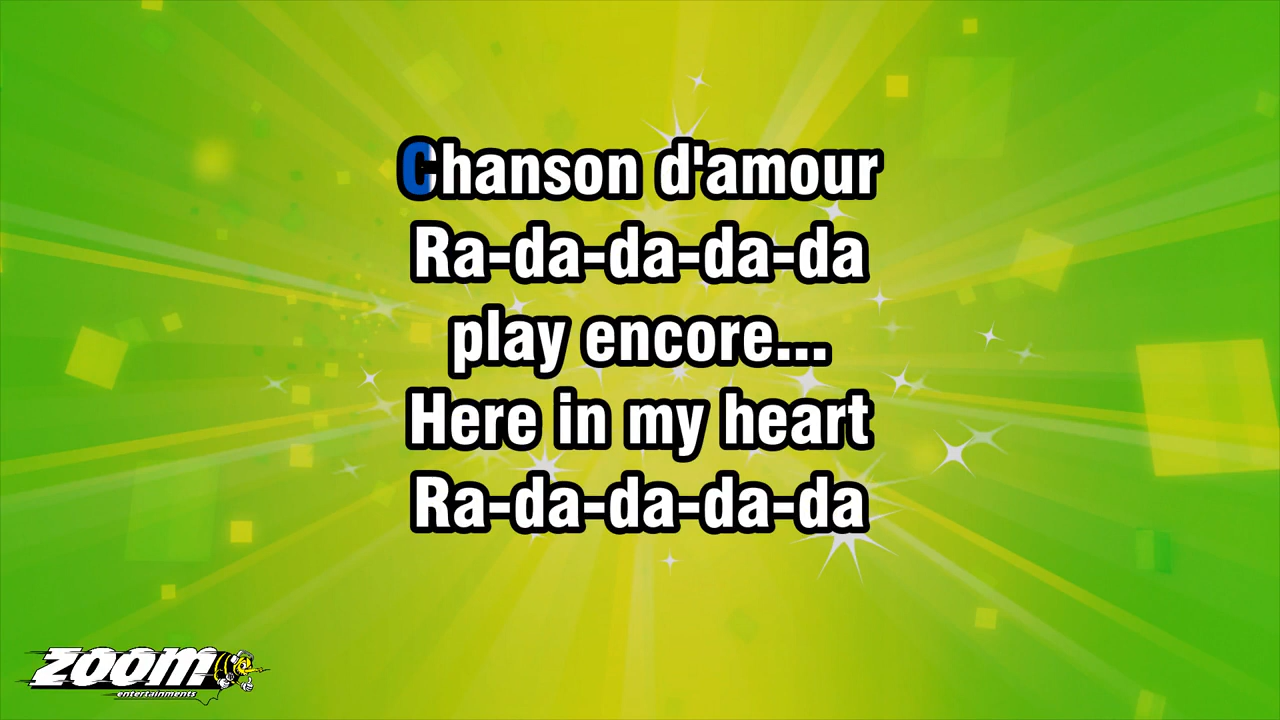 Chanson d'amour
Ra-da-da-da-da
play encore...
Here in my heart
Ra-da-da-da-da
zoom
entertainments